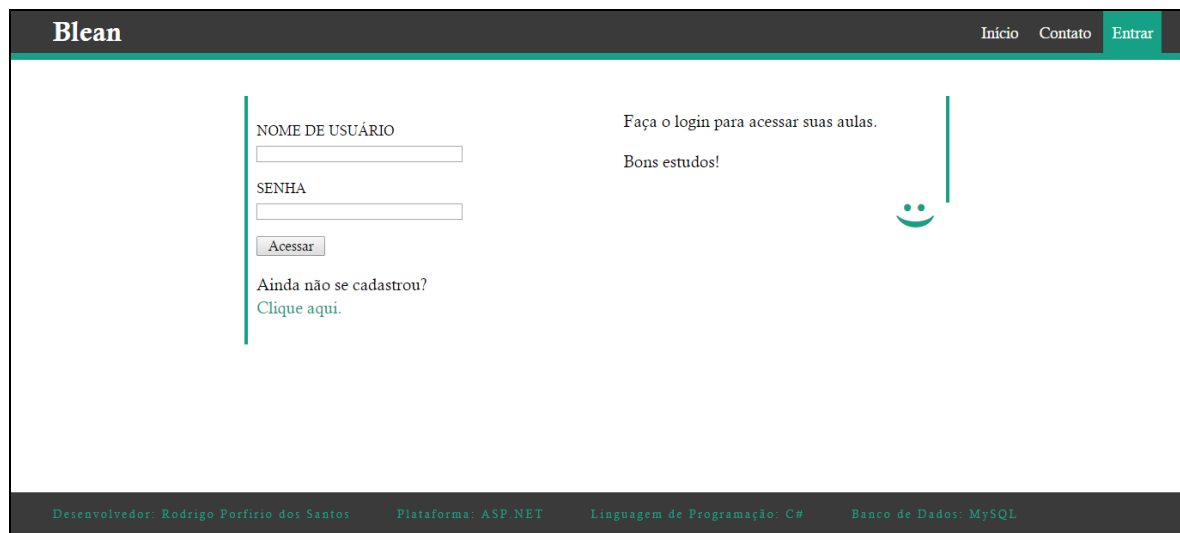 Blean
Início Contato Entrar
NOME DE USUÁRIO
SENHA
Acessar
Ainda não se cadastrou?
Clique aqui.
Faça o login para acessar suas aulas.
Bons estudos!
Desenvolvedor: Rodrigo Porfirio dos Santos Plataforma: ASP.NET Linguagem de Programação: C# Banco de Dados: MySQL